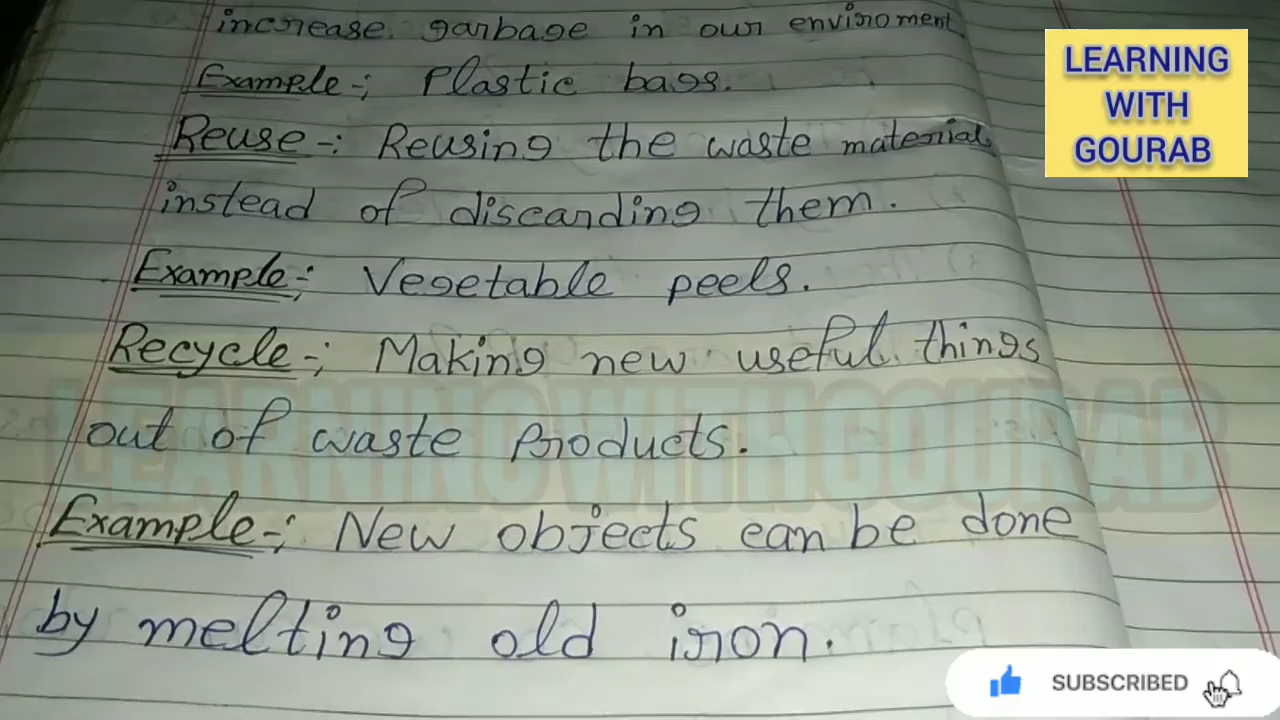 increase garbage in our enviroment
Example-; Plastic bags.
Reuse-: Reusing the waste material
instead of discarding them.
Example-; Vegetable peels.
Recycle-; Making new useful things
out of waste products.
Example-; New objects can be done
by melting old iron.
LEARNING
WITH
GOURAB
LEARNINGWITHGOURAB
SUBSCRIBED